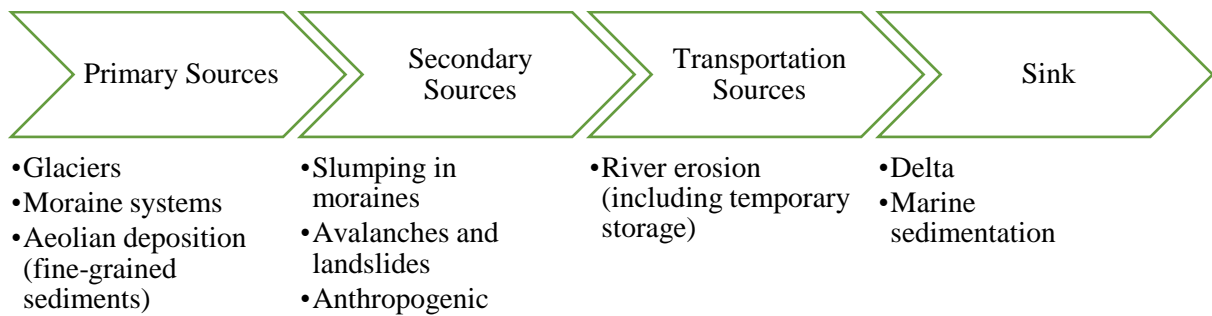 Primary Sources
Secondary
Sources
Transportation
Sources
Sink
•Glaciers
•Moraine systems
•Aeolian deposition
(fine-grained
sediments)
•Slumping in
moraines
•Avalanches and
landslides
•Anthropogenic
•River erosion
(including temporary
storage)
•Delta
•Marine
sedimentation